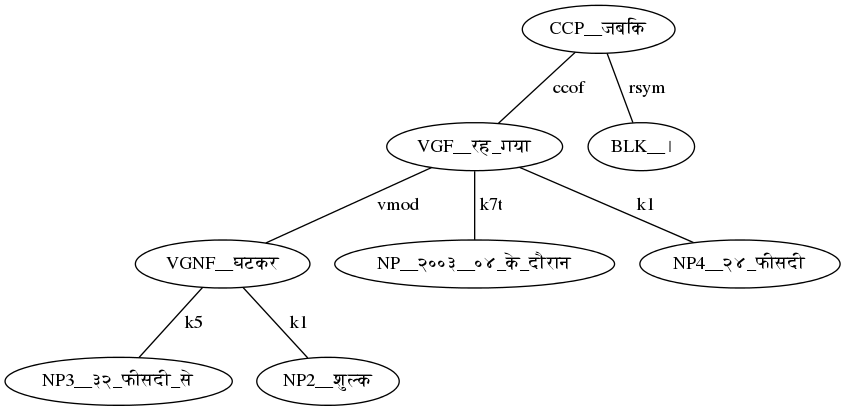 CCP__जबकि
ccof rsym
VGF__रह_गया BLK__।
vmod k7t k1
VGNF__घटकर NP__२००३__०४_के_दौरान NP4__२४_फीसदी
k5 k1
NP3__३२_फीसदी_से NP2__शुल्क